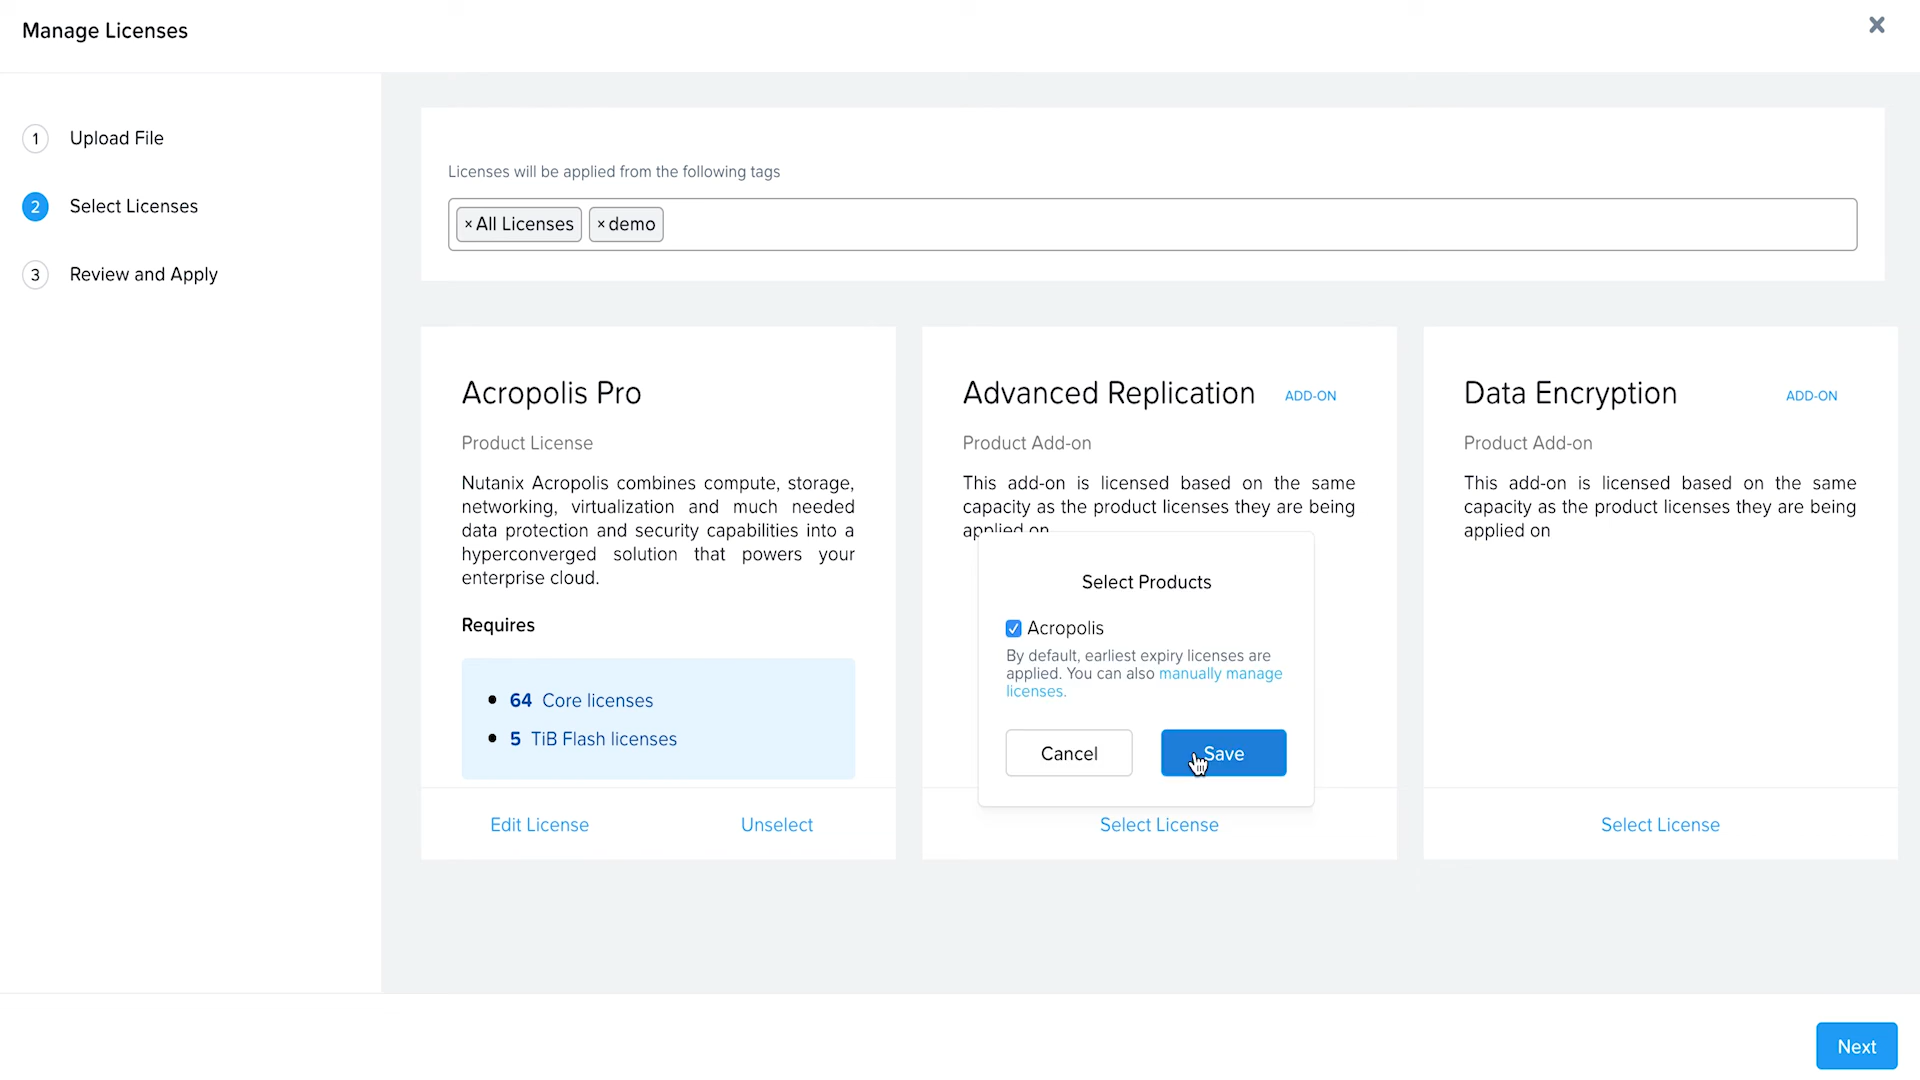 Manage Licenses
1 Upload File
2 Select Licenses
3 Review and Apply
Licenses will be applied from the following tags
×All Licenses ×demo
Acropolis Pro
Product License
Nutanix Acropolis combines compute, storage,
networking, virtualization and much needed
data protection and security capabilities into a
hyperconverged solution that powers your
enterprise cloud.
Requires
• 64 Core licenses
• 5 TiB Flash licenses
Edit License Unselect
Advanced Replication ADD-ON
Product Add-on
This add-on is licensed based on the same
capacity as the product licenses they are being
applied on
Select Products
Acropolis
By default, earliest expiry licenses are
applied. You can also manually manage
licenses.
Cancel Save
Select License
Data Encryption ADD-ON
Product Add-on
This add-on is licensed based on the same
capacity as the product licenses they are being
applied on
Select License
Next